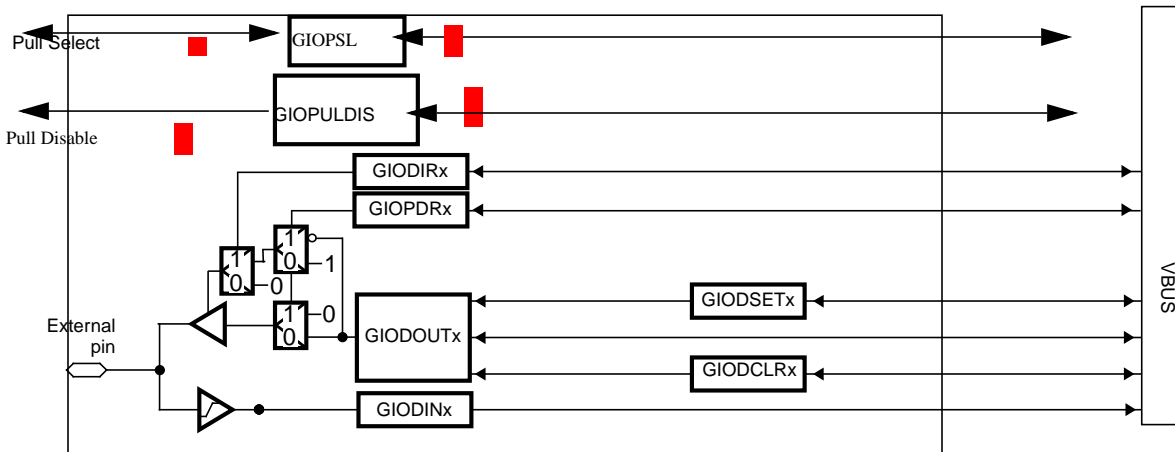 Pull Select
GIOPSL
GIOPULDIS
Pull Disable
GIODIRx
GIOPDRx
1
0
1
1
0
0
VBUS
GIODSETx
1
0
0
GIODOUTx
External
pin
GIODCLRx
GIODINx